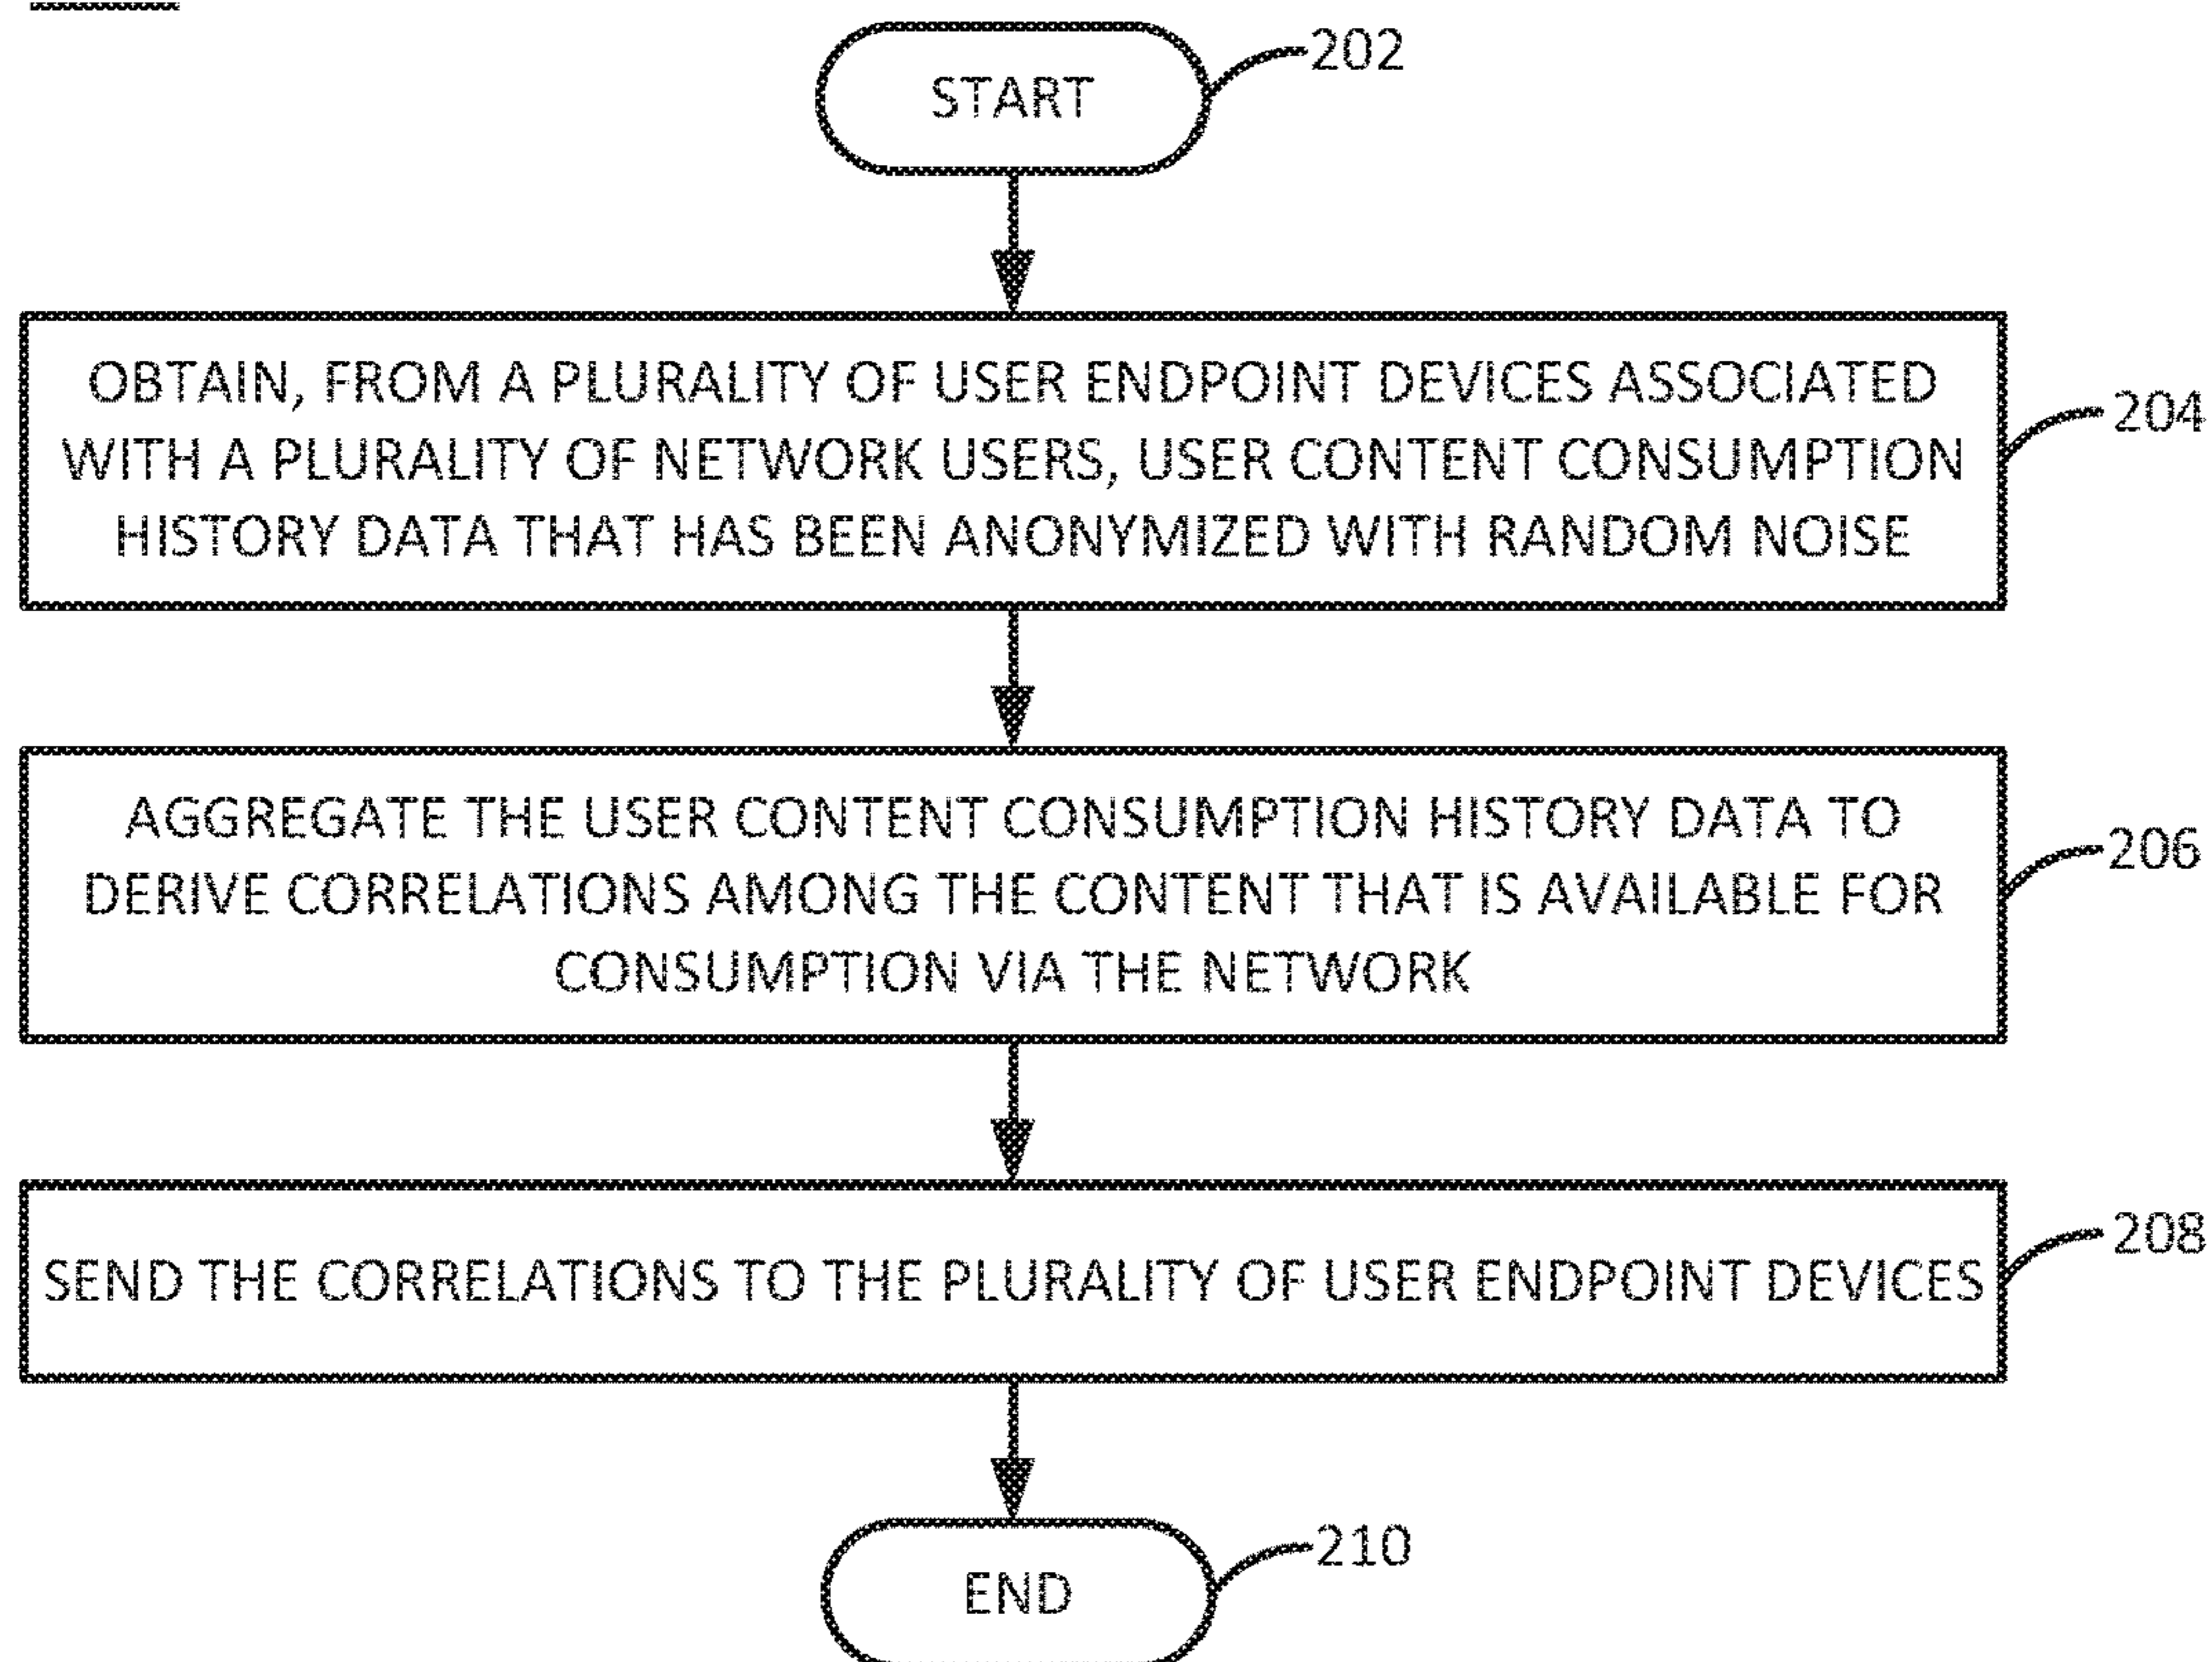 START
202
OBTAIN, FROM A PLURALITY OF USER ENDPOINT DEVICES ASSOCIATED
WITH A PLURALITY OF NETWORK USERS, USER CONTENT CONSUMPTION
HISTORY DATA THAT HAS BEEN ANONYMIZED WITH RANDOM NOISE
204
AGGREGATE THE USER CONTENT CONSUMPTION HISTORY DATA TO
DERIVE CORRELATIONS AMONG THE CONTENT THAT IS AVAILABLE FOR
CONSUMPTION VIA THE NETWORK
206
SEND THE CORRELATIONS TO THE PLURALITY OF USER ENDPOINT DEVICES
208
END
210